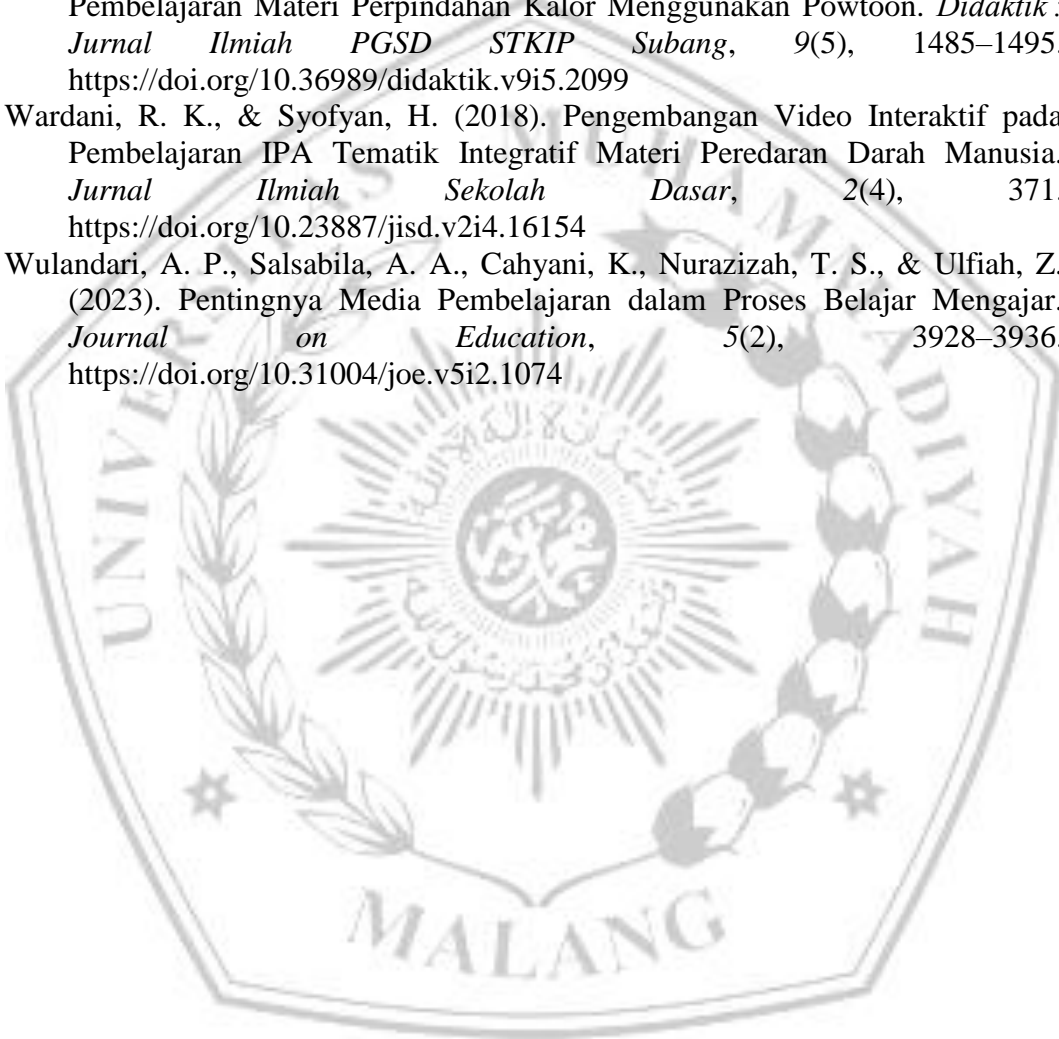 Pembelajaran Materi Perpindahan Kalor Menggunakan Powtoon. Didaktik :
Jurnal Ilmiah PGSD STKIP Subang, 9(5), 1485–1495.
https://doi.org/10.36989/didaktik.v9i5.2099
Wardani, R. K., & Syofyan, H. (2018). Pengembangan Video Interaktif pada
Pembelajaran IPA Tematik Integratif Materi Peredaran Darah Manusia.
Jurnal Ilmiah Sekolah Dasar, 2(4), 371.
https://doi.org/10.23887/jisd.v2i4.16154
Wulandari, A. P., Salsabila, A. A., Cahyani, K., Nurazizah, T. S., & Ulfiah, Z.
(2023). Pentingnya Media Pembelajaran dalam Proses Belajar Mengajar.
Journal on Education, 5(2), 3928–3936.
https://doi.org/10.31004/joe.v5i2.1074
UNIVERSITAS MUHAMMADIYAH
MALANG